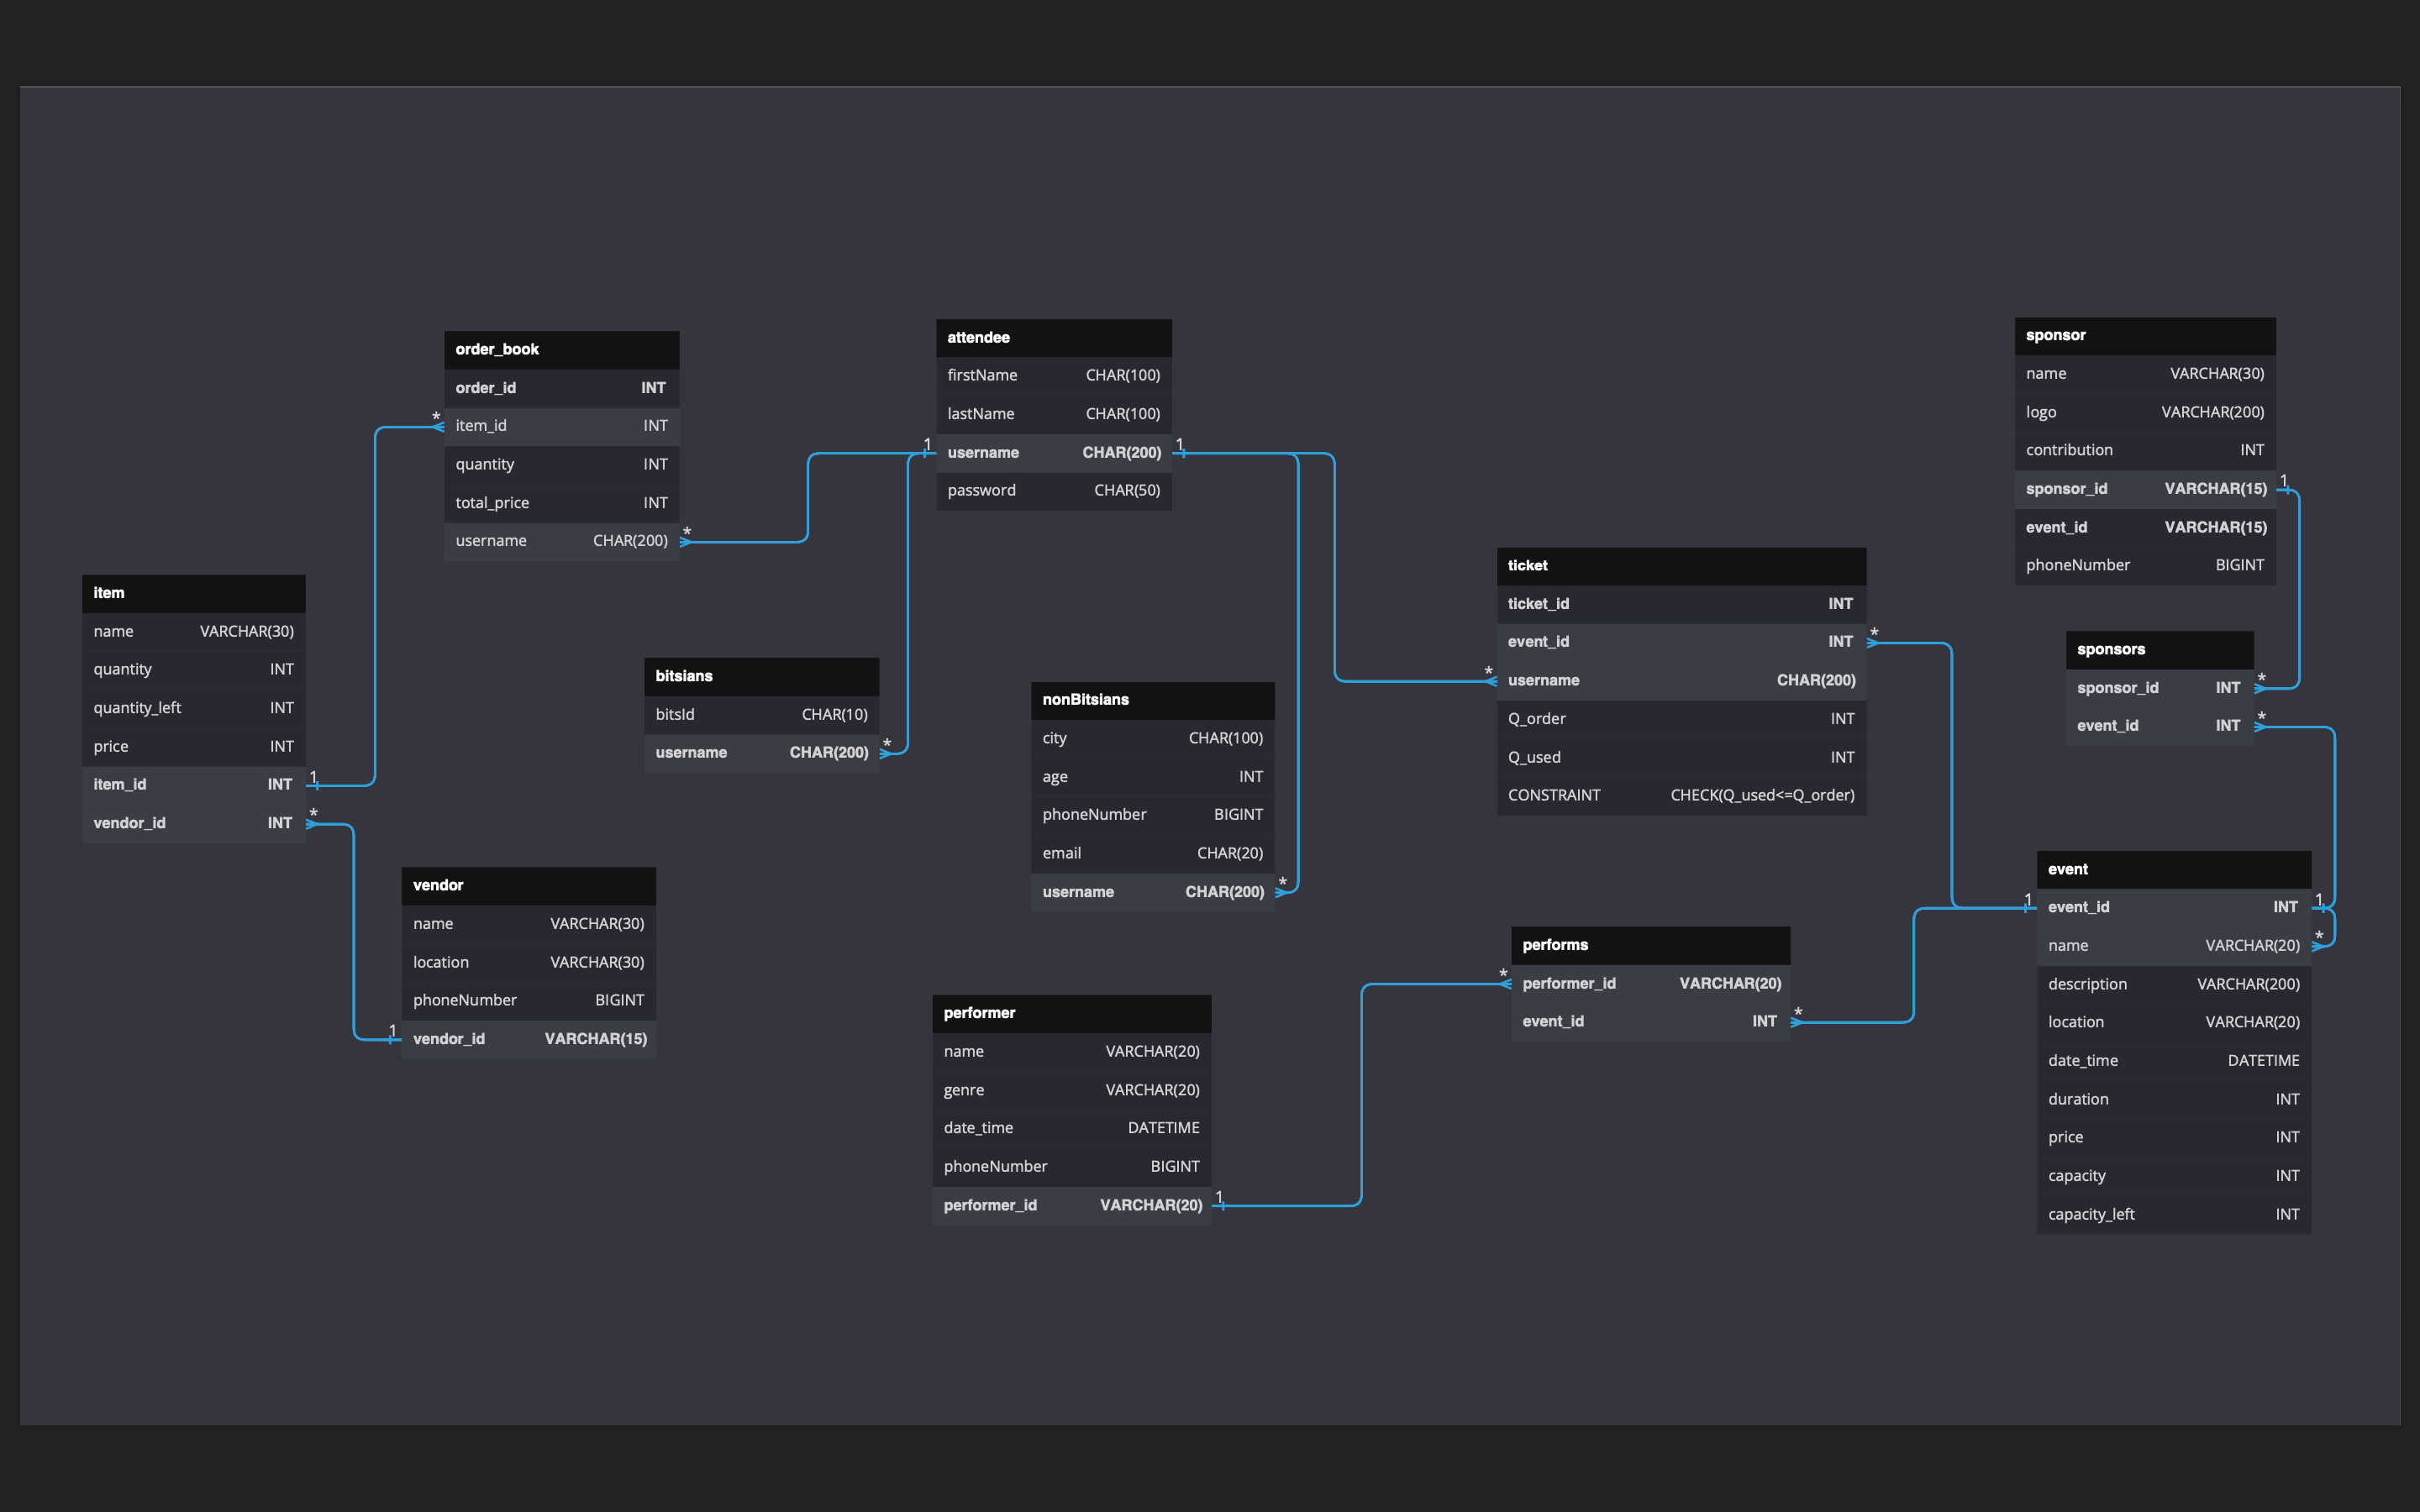 order_book
order_id INT
* item_id INT
quantity INT
total_price INT
username CHAR(200) *
attendee
firstName CHAR(100)
lastName CHAR(100)
1 username CHAR(200) 1
password CHAR(50)
sponsor
name VARCHAR(30)
logo VARCHAR(200)
contribution INT
sponsor_id VARCHAR(15) 1
event_id VARCHAR(15)
phoneNumber BIGINT
item
name VARCHAR(30)
quantity INT
quantity_left INT
price INT
item_id INT 1
vendor_id INT *
bitsians
bitsId CHAR(10)
username CHAR(200) *
nonBitsians
city CHAR(100)
age INT
phoneNumber BIGINT
email CHAR(20)
username CHAR(200) *
ticket
ticket_id INT
event_id INT *
* username CHAR(200)
Q_order INT
Q_used INT
CONSTRAINT CHECK(Q_used<=Q_order)
sponsors
sponsor_id INT *
event_id INT *
vendor
name VARCHAR(30)
location VARCHAR(30)
phoneNumber BIGINT
1 vendor_id VARCHAR(15)
performer
name VARCHAR(20)
genre VARCHAR(20)
date_time DATETIME
phoneNumber BIGINT
performer_id VARCHAR(20) 1
performs
* performer_id VARCHAR(20)
event_id INT *
event
1 event_id INT 1
name VARCHAR(20) *
description VARCHAR(200)
location VARCHAR(20)
date_time DATETIME
duration INT
price INT
capacity INT
capacity_left INT